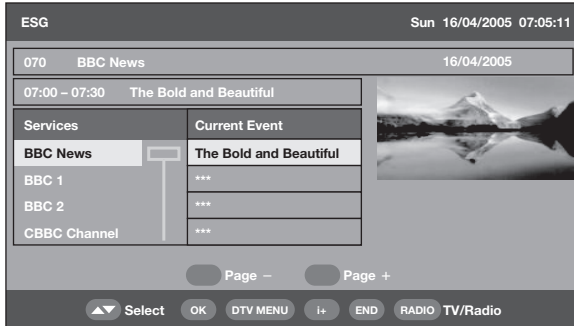 ESG Sun 16/04/2005 07:05:11
070 BBC News 16/04/2005
07:00 – 07:30 The Bold and Beautiful
Services Current Event
BBC News The Bold and Beautiful
BBC 1 ***
BBC 2 ***
CBBC Channel ***
Page – Page +
Select OK DTV MENU i+ END RADIO TV/Radio